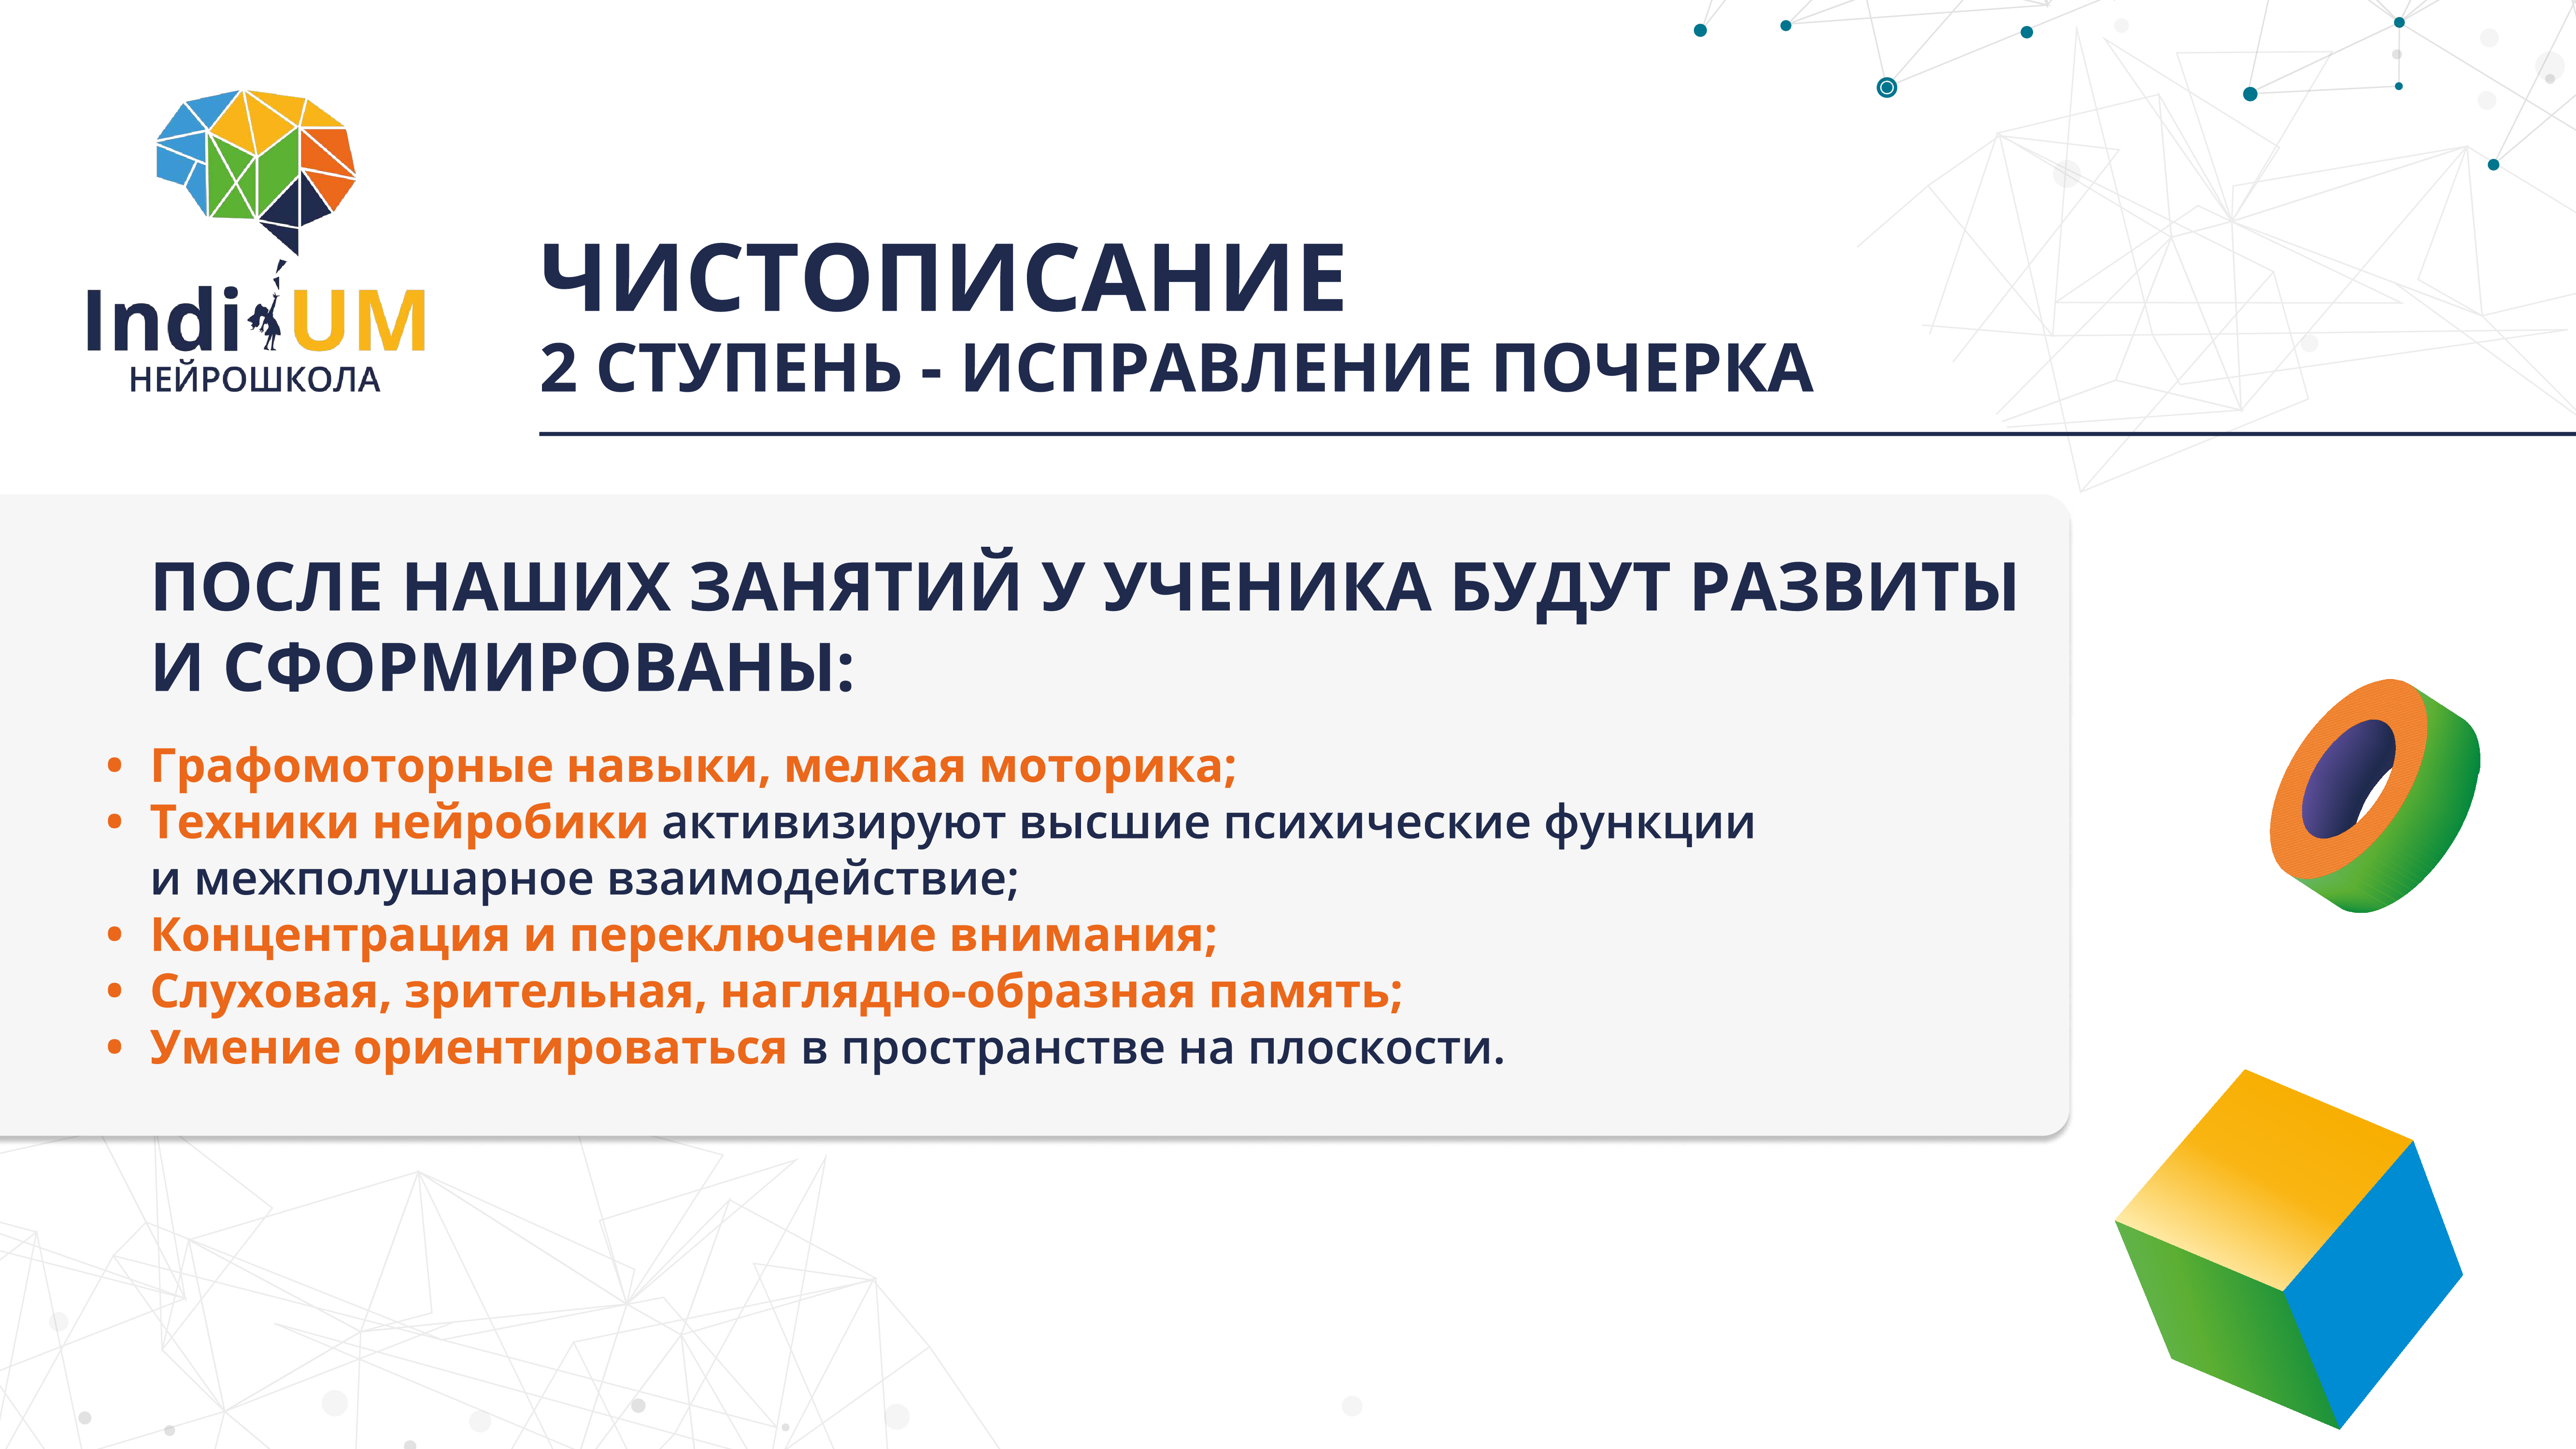 IndiUM
НЕЙРОШКОЛА
ЧИСТОПИСАНИЕ
2 СТУПЕНЬ - ИСПРАВЛЕНИЕ ПОЧЕРКА
ПОСЛЕ НАШИХ ЗАНЯТИЙ У УЧЕНИКА БУДУТ РАЗВИТЫ
И СФОРМИРОВАНЫ:
• Графомоторные навыки, мелкая моторика;
• Техники нейробики активизируют высшие психические функции
и межполушарное взаимодействие;
• Концентрация и переключение внимания;
• Слуховая, зрительная, наглядно-образная память;
• Умение ориентироваться в пространстве на плоскости.